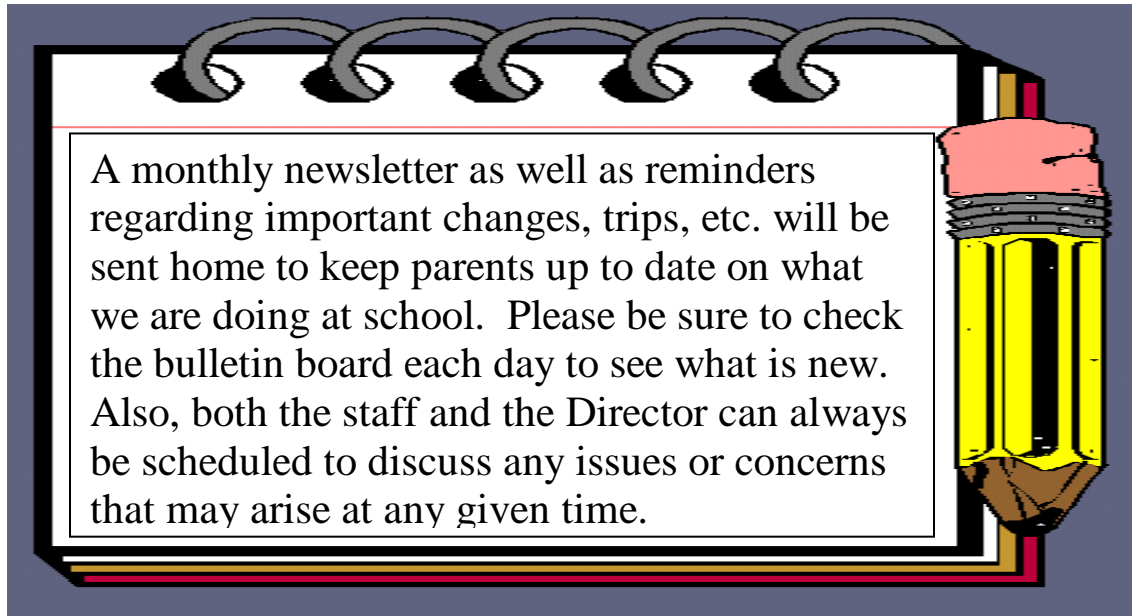 A monthly newsletter as well as reminders
regarding important changes, trips, etc. will be
sent home to keep parents up to date on what
we are doing at school.  Please be sure to check
the bulletin board each day to see what is new.
Also, both the staff and the Director can always
be scheduled to discuss any issues or concerns
that may arise at any given time.